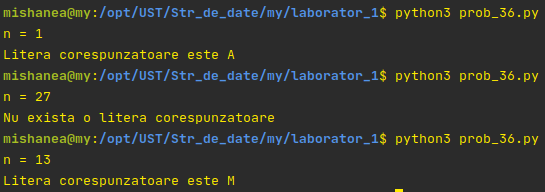 mishanea@my:/opt/UST/Str_de_date/my/laborator_1$ python3 prob_36.py
n = 1
Litera corespunzatoare este A
mishanea@my:/opt/UST/Str_de_date/my/laborator_1$ python3 prob_36.py
n = 27
Nu exista o litera corespunzatoare
mishanea@my:/opt/UST/Str_de_date/my/laborator_1$ python3 prob_36.py
n = 13
Litera corespunzatoare este M